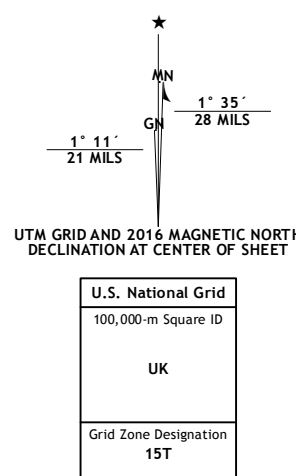 MN
1° 35´
28 MILS
GN
1° 11´
21 MILS
UTM GRID AND 2016 MAGNETIC NORTH
DECLINATION AT CENTER OF SHEET
U.S. National Grid
100,000-m Square ID
UK
Grid Zone Designation
15T